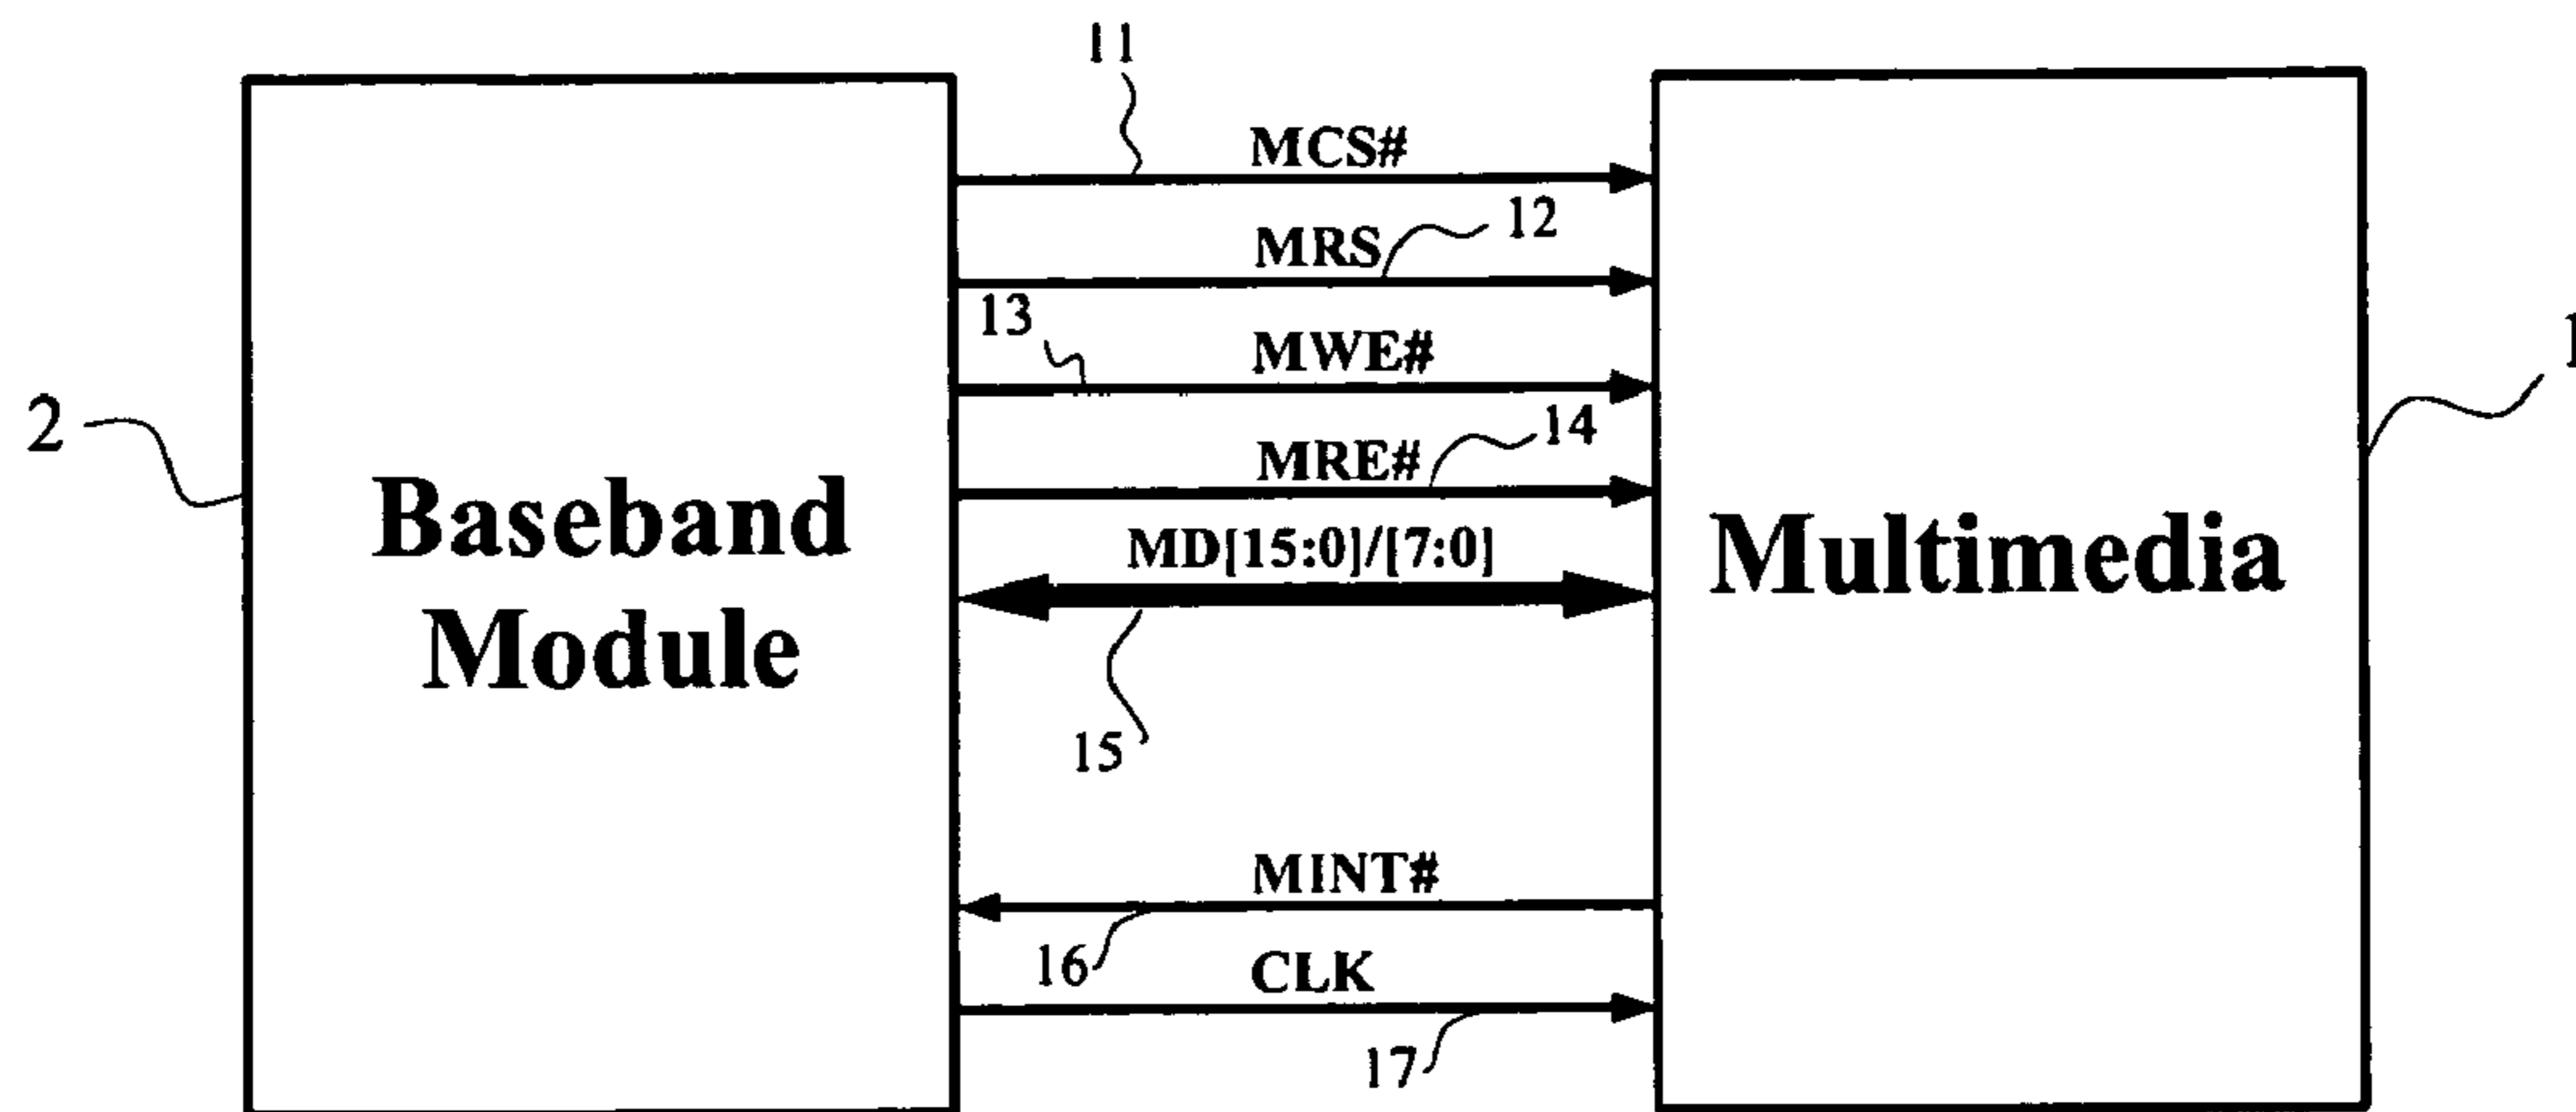 11
MCS#
12
MRS
13
MWE#
1
2
14
MRE#
Baseband
Module
MD[15:0]/[7:0]
Multimedia
15
MINT#
16
CLK
17